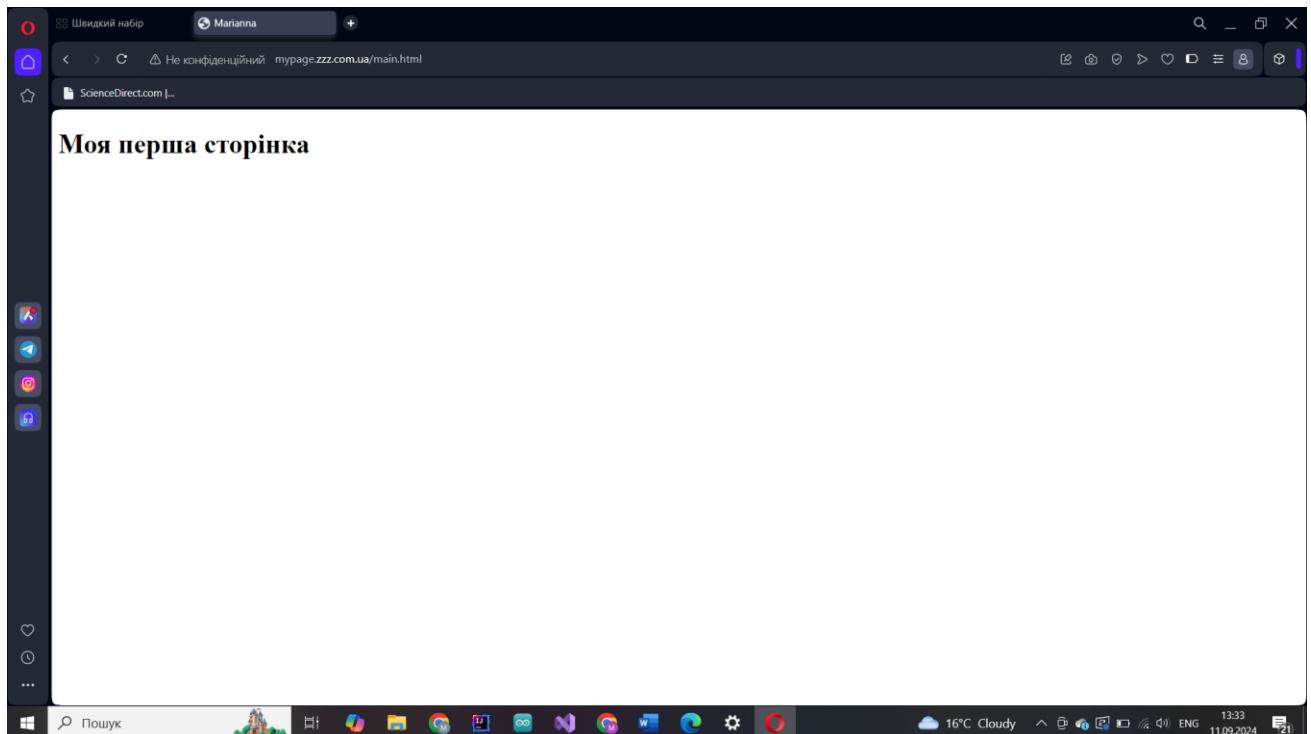 Швидкий набір
Marianna
Не конфіденційний mypage.zzz.com.ua/main.html
ScienceDirect.com |...
Моя перша сторінка
Пошук
16°C Cloudy
ENG
13:33
11.09.2024
21